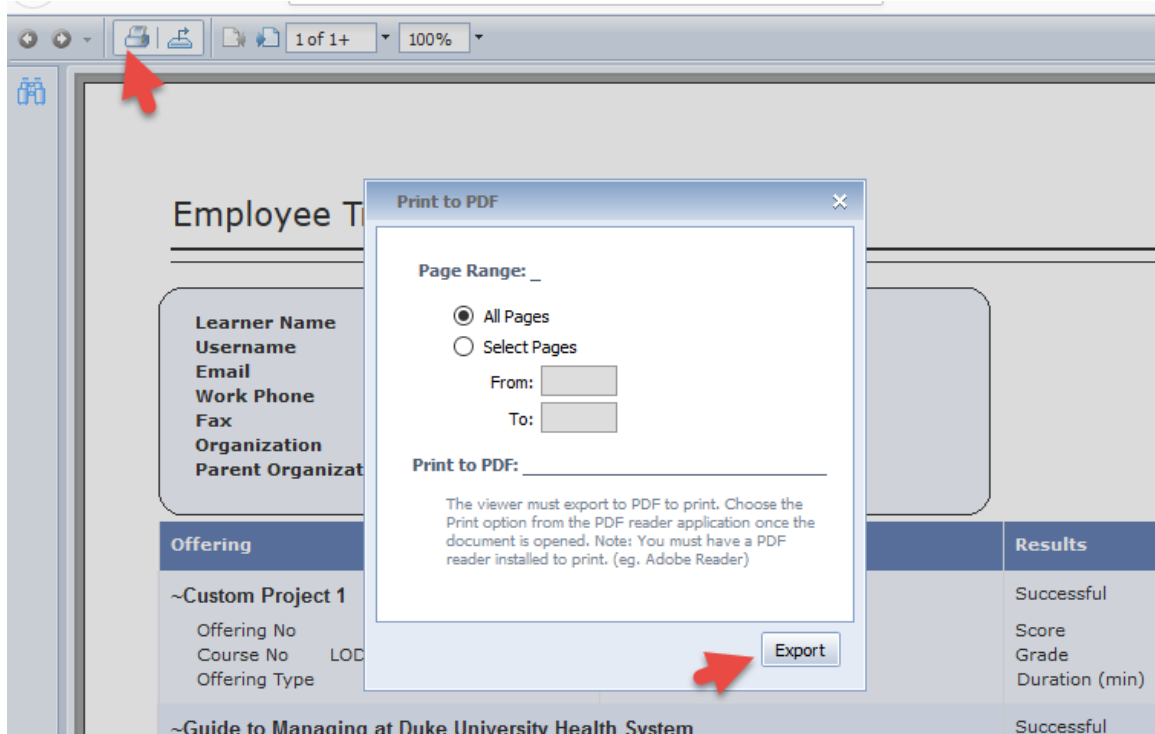 1 of 1+ 100%
Employee T
Print to PDF
Page Range:
All Pages
Select Pages
From:
To:
Print to PDF:
The viewer must export to PDF to print. Choose the
Print option from the PDF reader application once the
document is opened. Note: You must have a PDF
reader installed to print. (eg. Adobe Reader)
Export
Learner Name
Username
Email
Work Phone
Fax
Organization
Parent Organizat
Offering Results
~Custom Project 1 Successful
Offering No Score
Course No LOD Grade
Offering Type Duration (min)
~Guide to Managing at Duke University Health System Successful